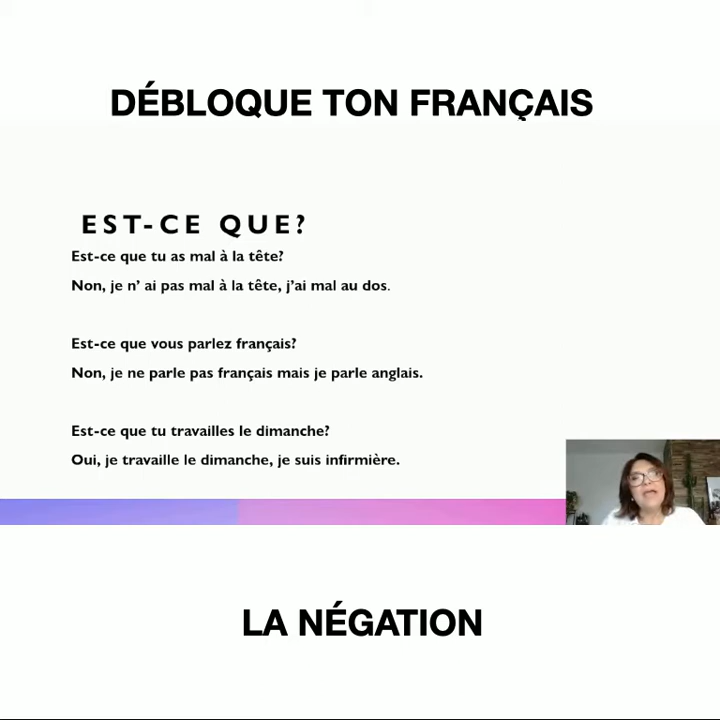 DÉBLOQUE TON FRANÇAIS
EST-CE QUE?
Est-ce que tu as mal à la tête?
Non, je n' ai pas mal à la tête, j'ai mal au dos.
Est-ce que vous parlez français?
Non, je ne parle pas français mais je parle anglais.
Est-ce que tu travailles le dimanche?
Oui, je travaille le dimanche, je suis infirmière.
LA NÉGATION